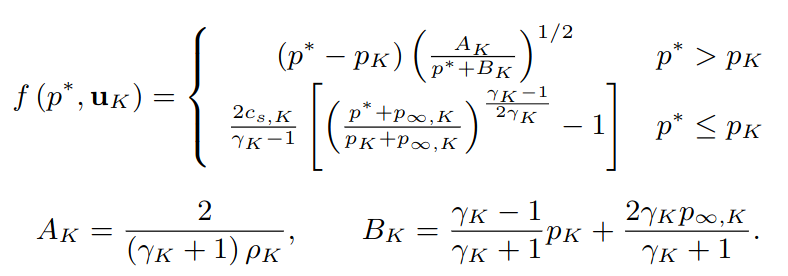 f (p*, u_K) = { (p* − p_K) (A_K / (p* + B_K))^{1/2}    p* > p_K
2c_{s,K} / (γ_K − 1) [ ((p* + p_{∞,K}) / (p_K + p_{∞,K}))^{(γ_K − 1) / 2γ_K} − 1 ]    p* ≤ p_K
A_K = 2 / ((γ_K + 1) ρ_K),    B_K = (γ_K − 1) / (γ_K + 1) p_K + 2γ_K p_{∞,K} / (γ_K + 1).